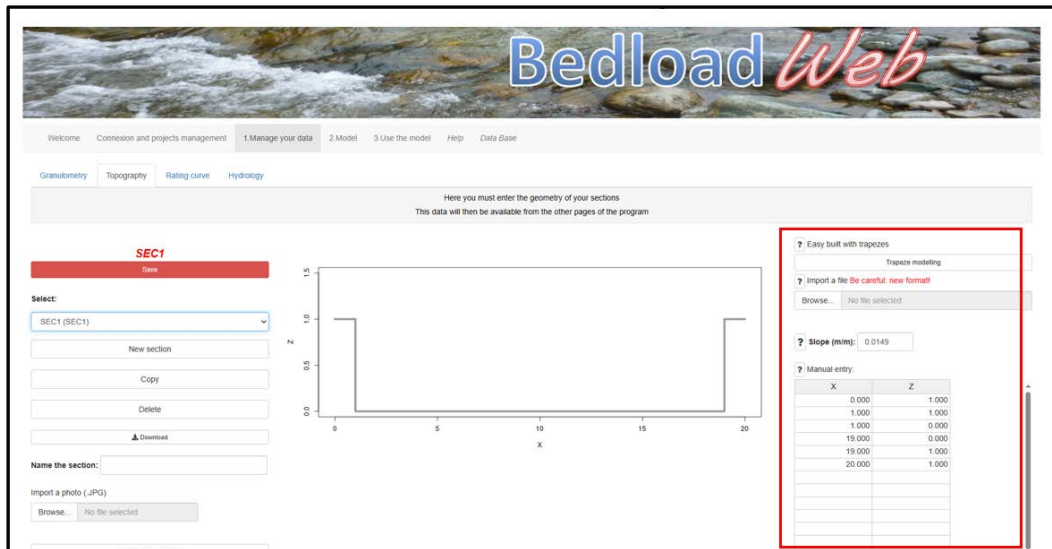 Bedload Web
Welcome Connexion and projects management 1.Manage your data 2.Model 3.Use the model Help Data Base
Granulometry Topography Rating curve Hydrology
Here you must enter the geometry of your sections
This data will then be available from the other pages of the program
SEC1
Save
Select:
SEC1 (SEC1)
New section
Copy
Delete
Download
Name the section:
Import a photo (.JPG)
Browse... No file selected
1.5
1.0
0.5
0.0
Z
0 5 10 15 20
X
? Easy built with trapezes
Trapeze modelling
? Import a file Be careful: new format!
Browse... No file selected
? Slope (m/m): 0.0149
? Manual entry:
X Z
0.000 1.000
1.000 1.000
1.000 0.000
19.000 0.000
19.000 1.000
20.000 1.000